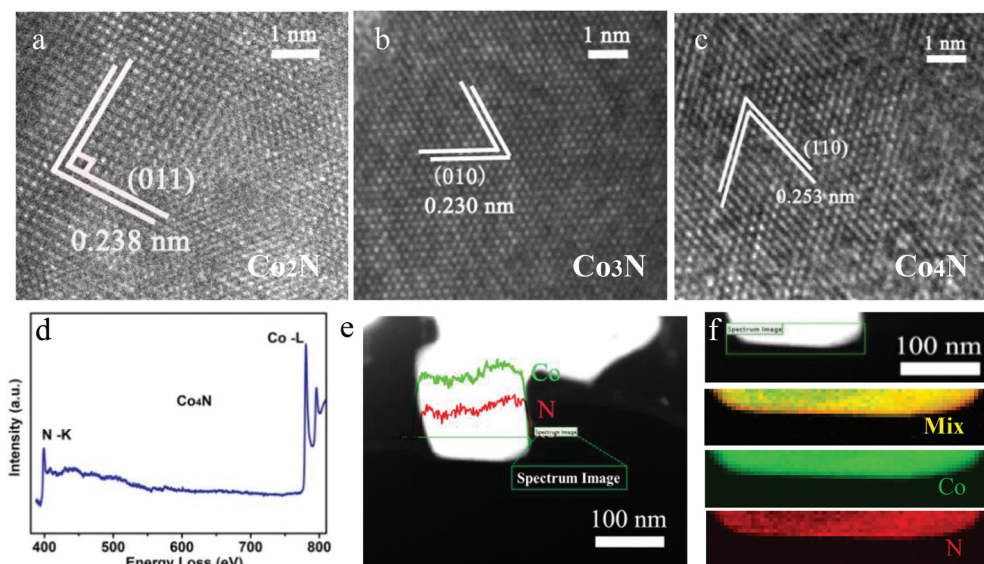 a
1 nm
(011)
0.238 nm
Co2N
b
1 nm
(010)
0.230 nm
Co3N
c
1 nm
(110)
0.253 nm
Co4N
d
Co -L
Co4N
N -K
Intensity (a.u.)
400 500 600 700 800
Energy Loss (eV)
e
Co
N
Spectrum Image
Spectrum Image
100 nm
f
Spectrum Image
100 nm
Mix
Co
N